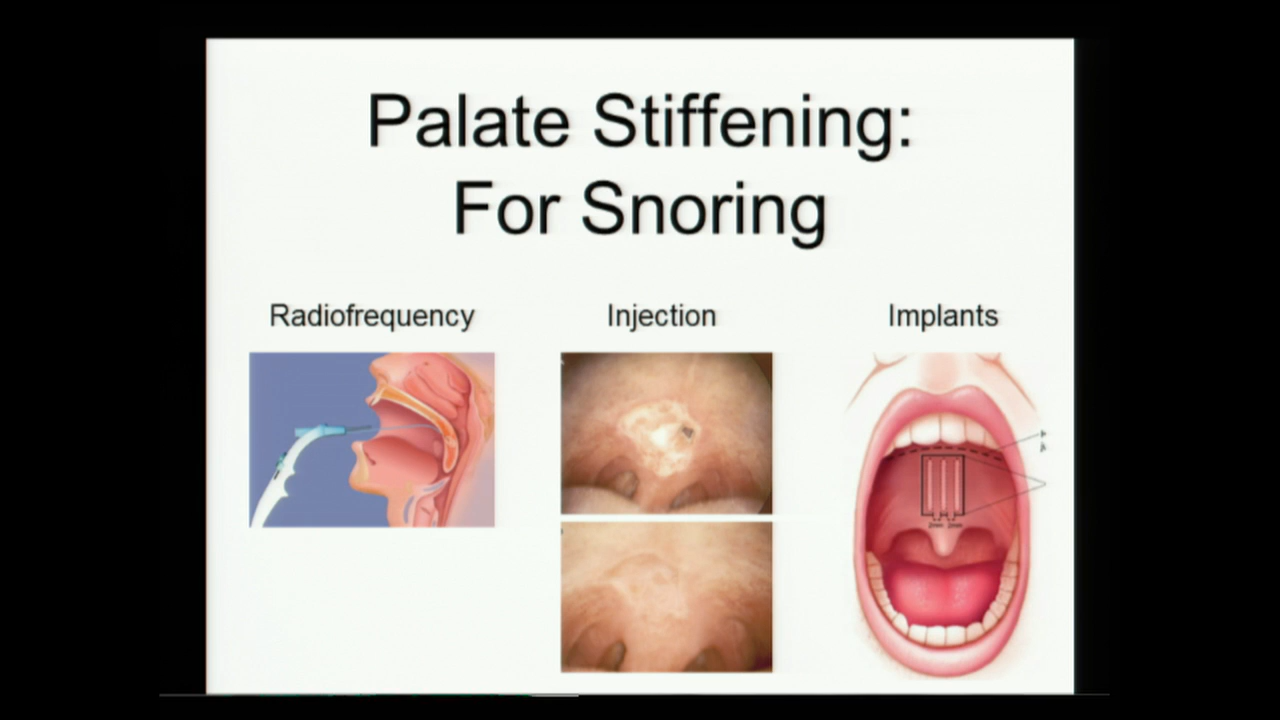 Palate Stiffening:
For Snoring
Radiofrequency
Injection
Implants